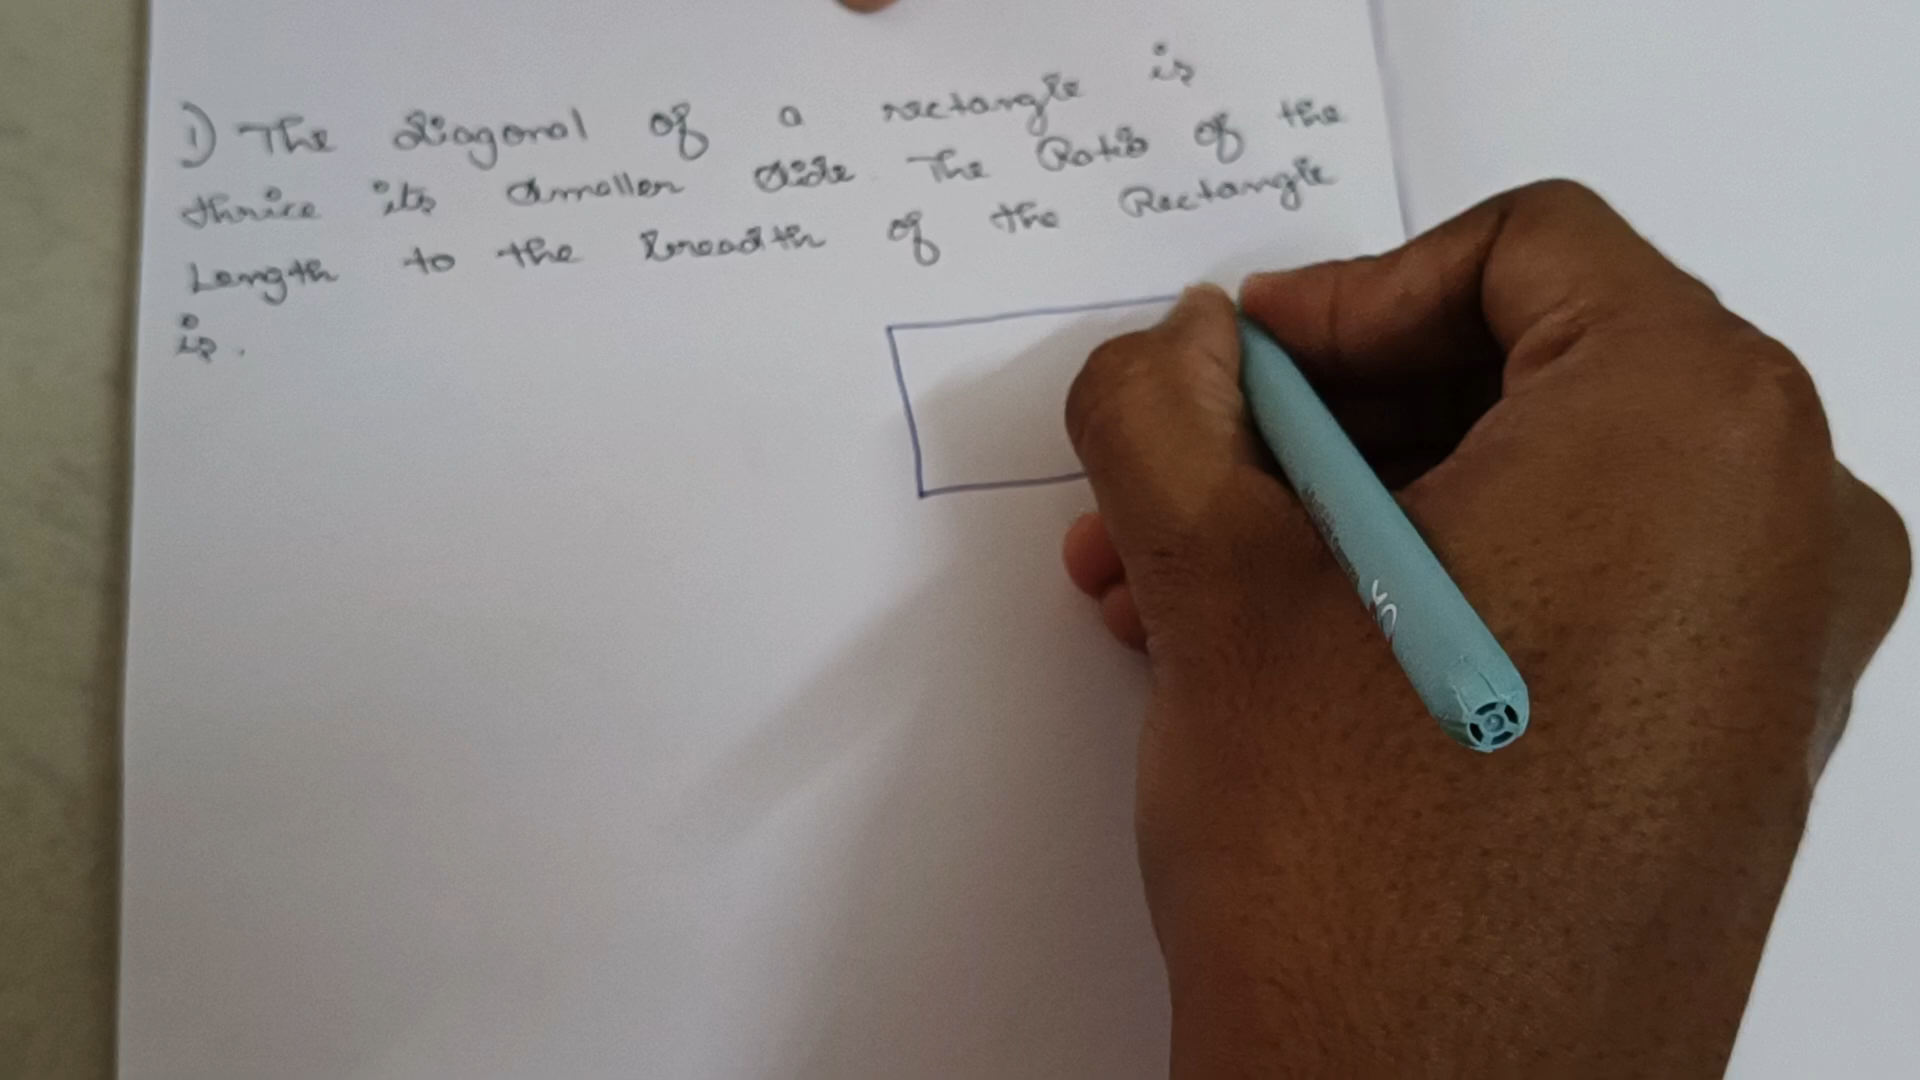 1) The diagonal of a rectangle is
thrice its smaller side. The Ratio of the
Length to the breadth of the Rectangle
is.